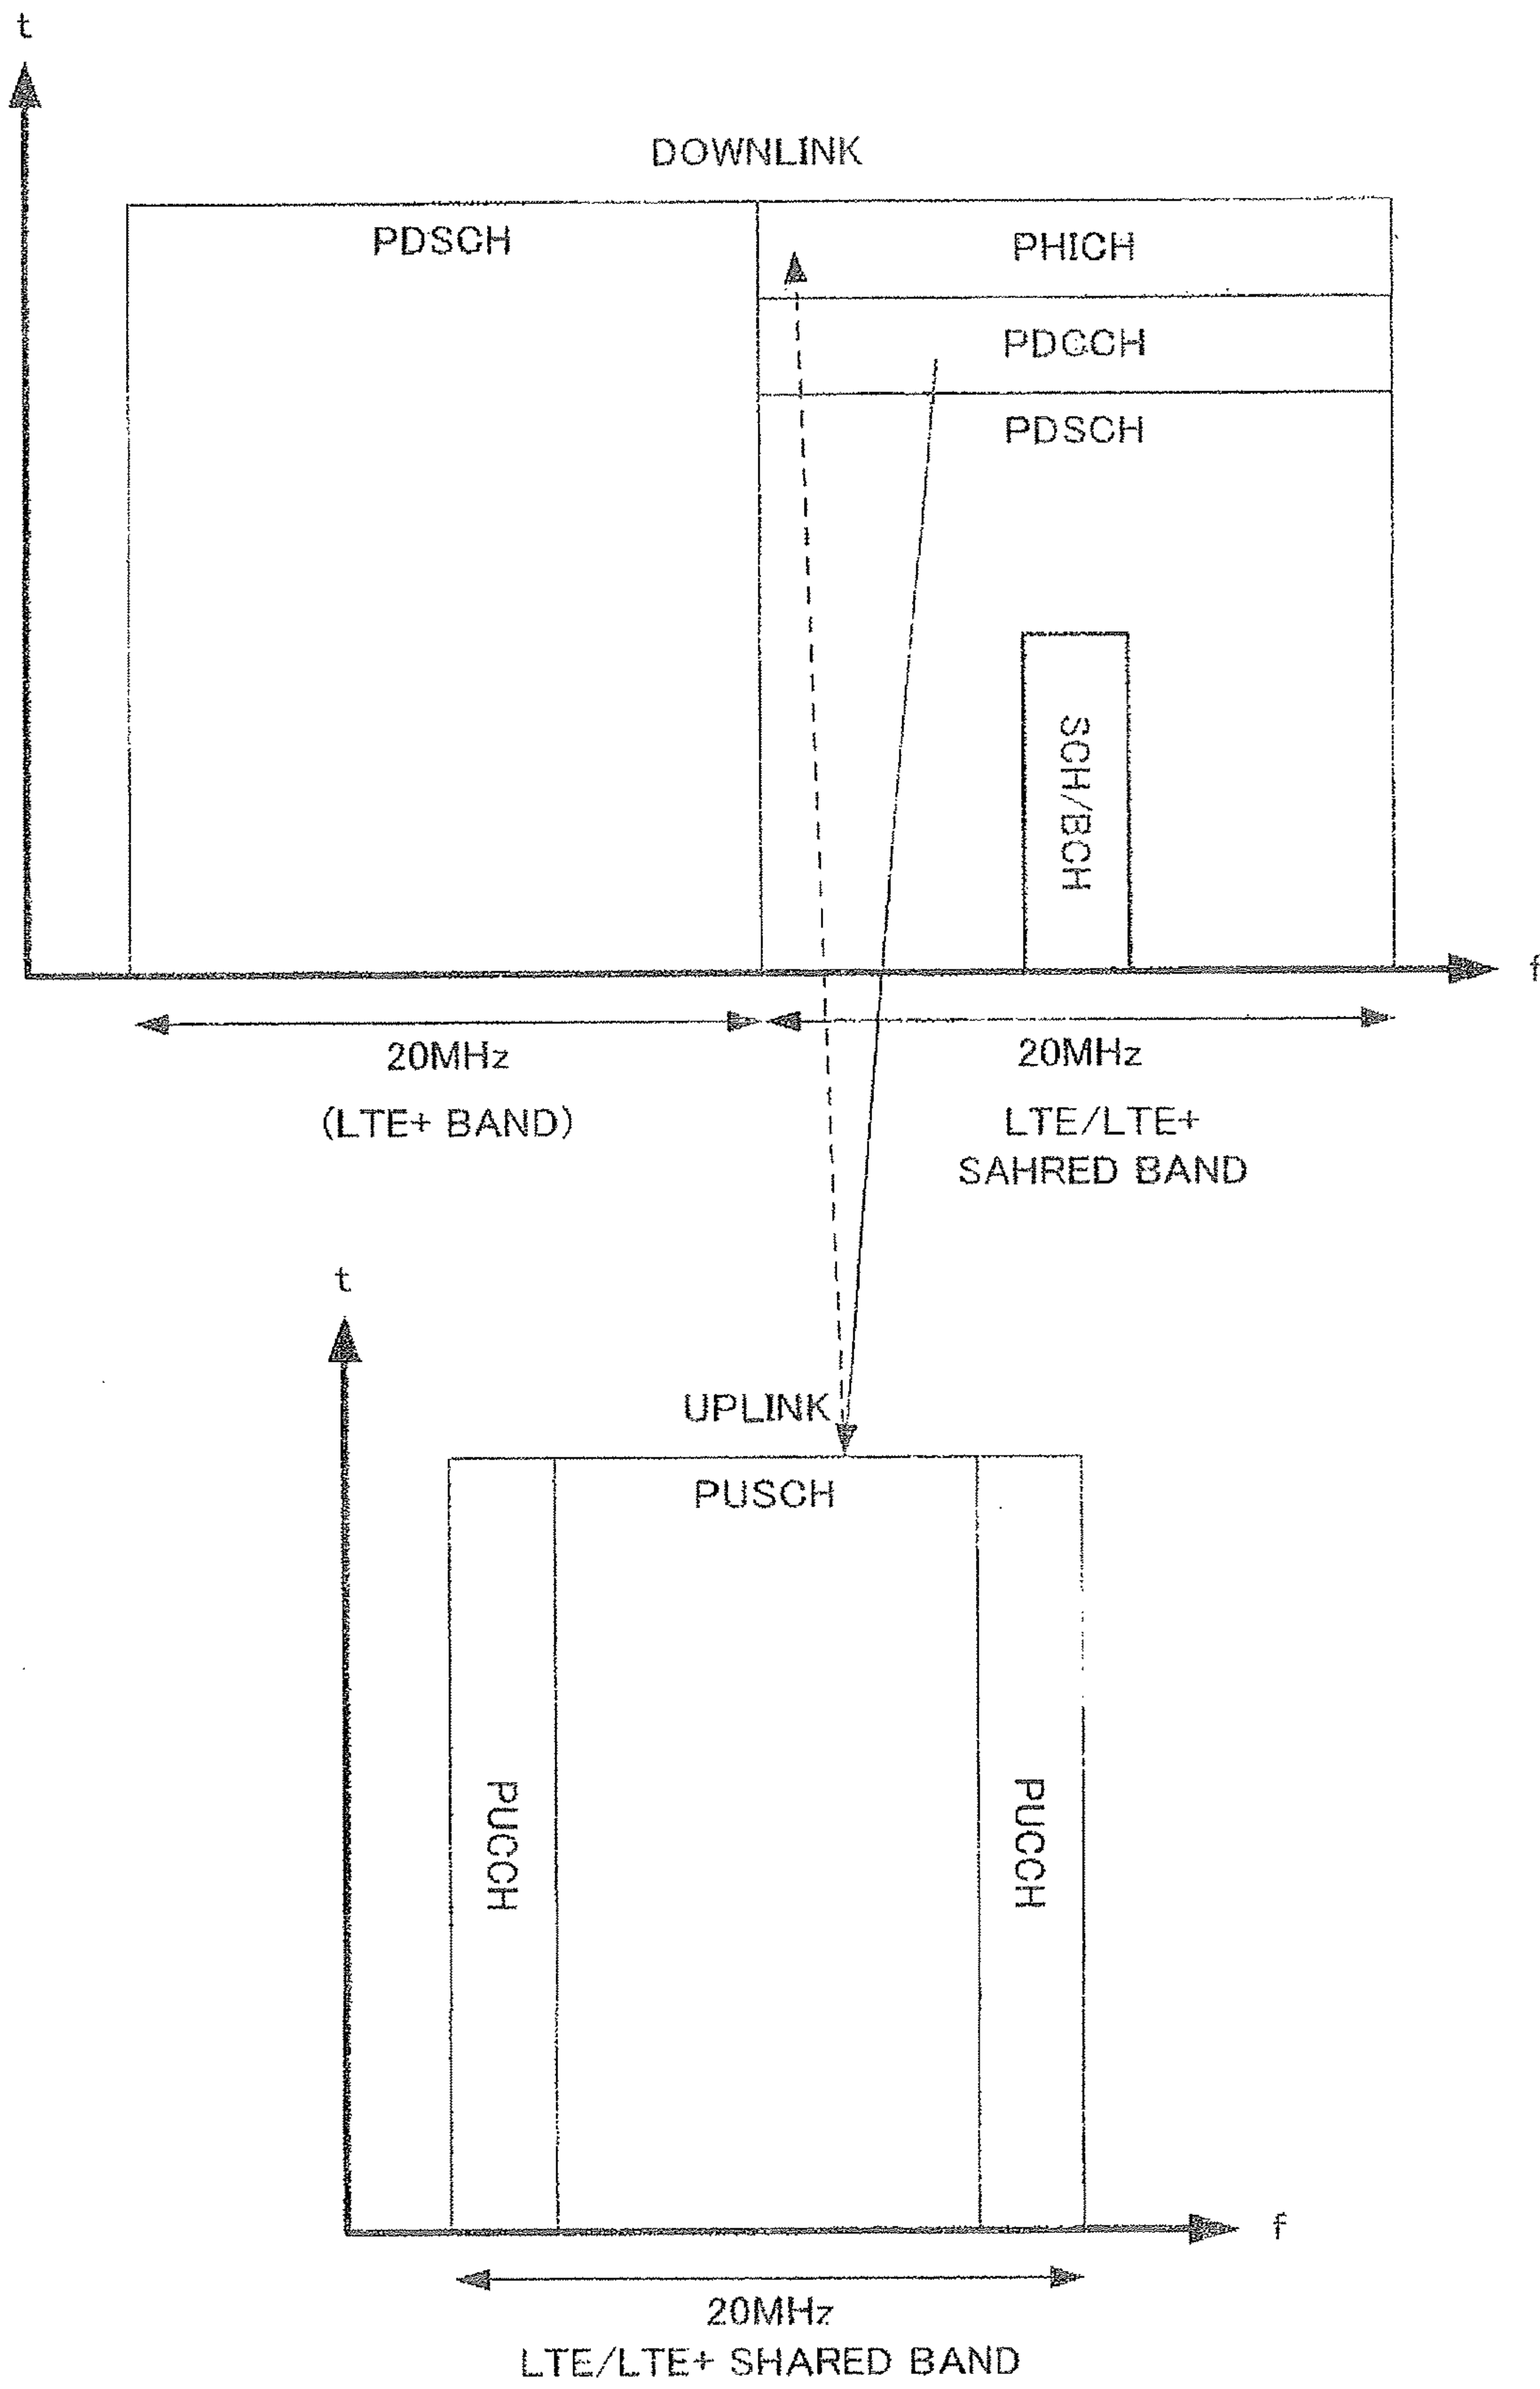 t
DOWNLINK
PDSCH
PHICH
PDCCH
PDSCH
SCH/BCH
f
20MHz
20MHz
(LTE+ BAND)
LTE/LTE+
SAHRED BAND
t
UPLINK
PUSCH
PUCCH
PUCCH
f
20MHz
LTE/LTE+ SHARED BAND